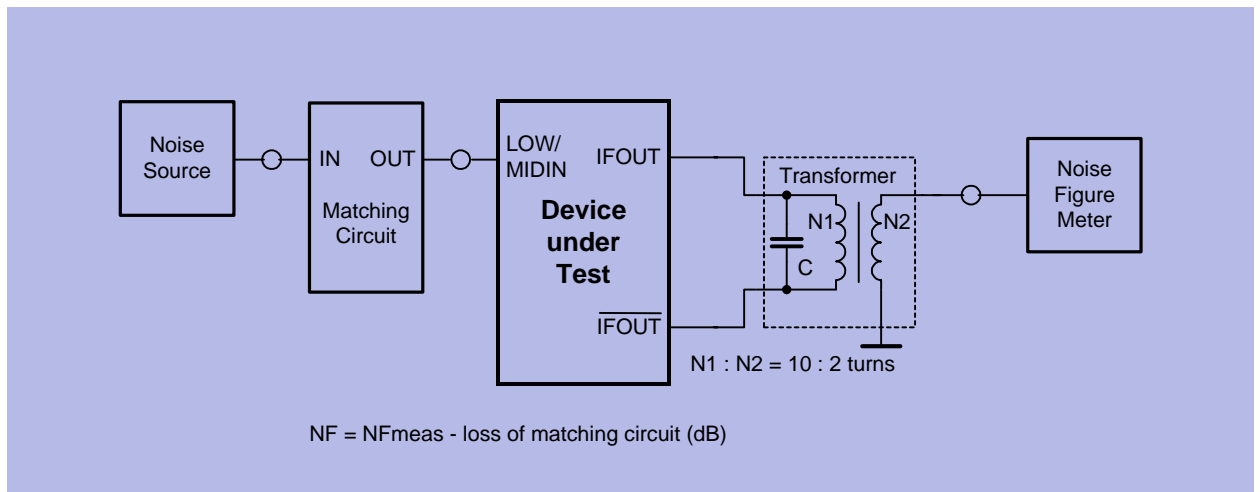 Noise
Source
IN
OUT
Matching
Circuit
LOW/
MIDIN
IFOUT
Device
under
Test
IFOUT
Transformer
N1
N2
C
N1 : N2 = 10 : 2 turns
Noise
Figure
Meter
NF = NFmeas - loss of matching circuit (dB)